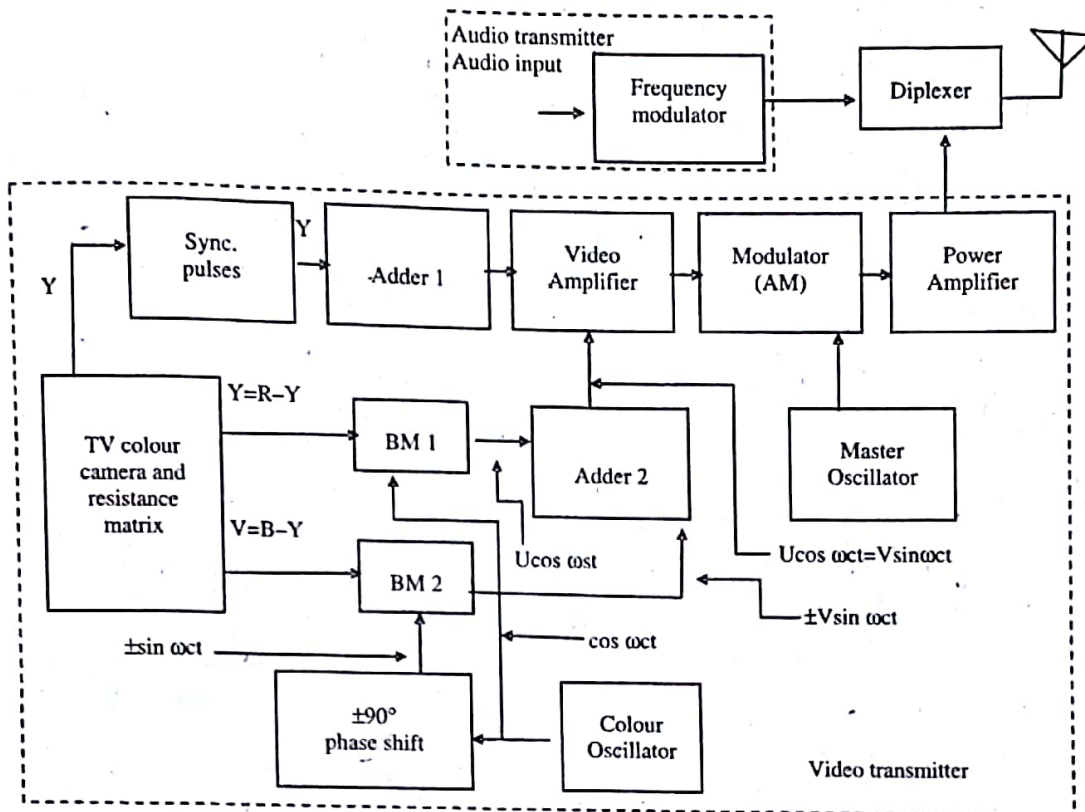 Audio transmitter
Audio input
Frequency
modulator
Diplexer
Y
Sync.
pulses
Y
Adder 1
Video
Amplifier
Modulator
(AM)
Power
Amplifier
TV colour
camera and
resistance
matrix
Y=R−Y
BM 1
Adder 2
Master
Oscillator
V=B−Y
BM 2
Ucos ωst
Ucos ωct=Vsinωct
±Vsin ωct
±sin ωct
cos ωct
±90°
phase shift
Colour
Oscillator
Video transmitter